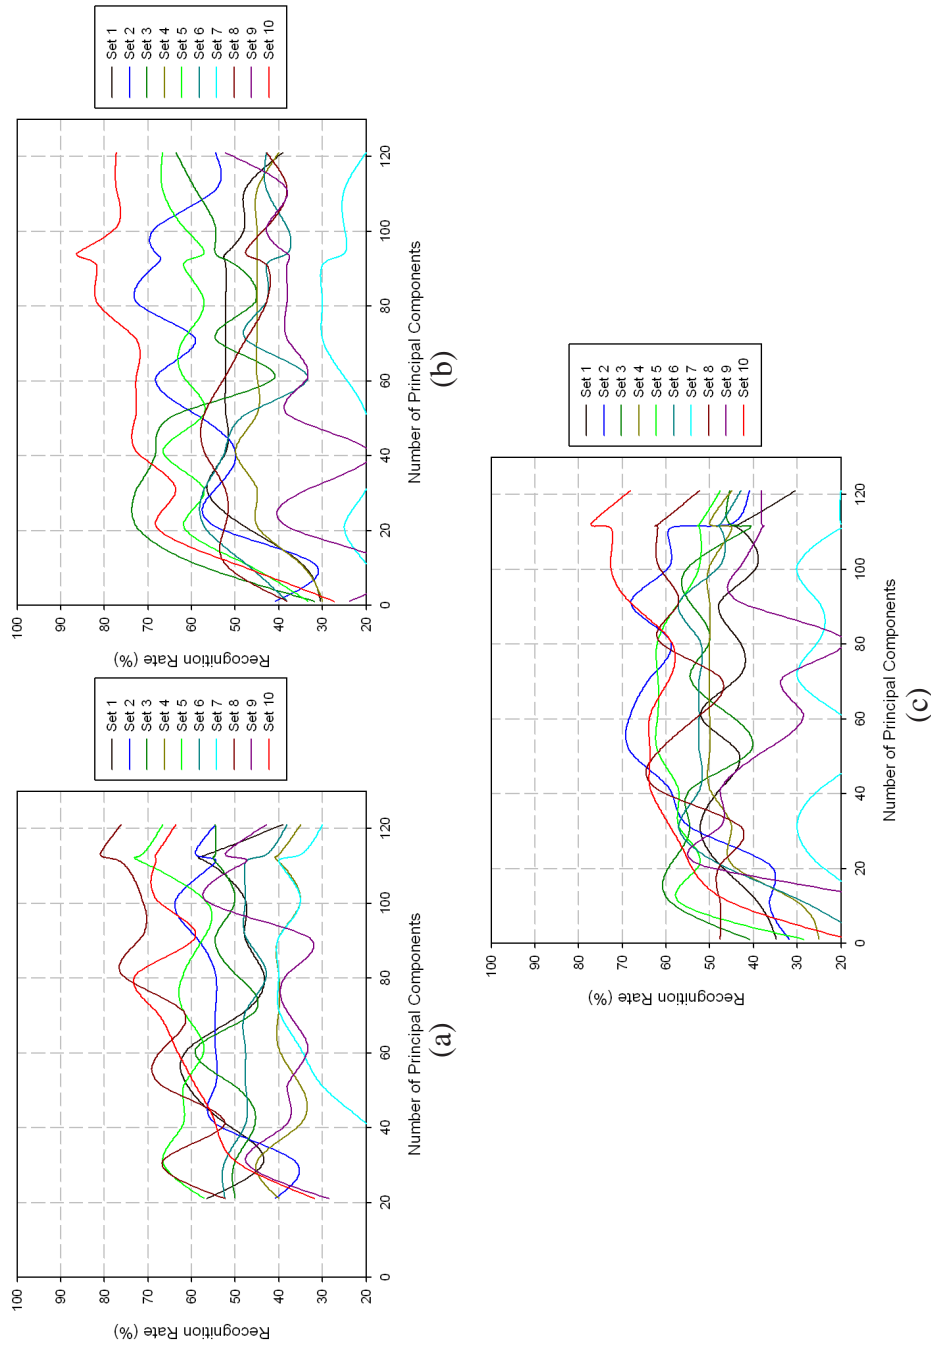 100
90
80
70
60
50
40
30
20
Recognition Rate (%)
0
20
40
60
80
100
120
Number of Principal Components
Set 1
Set 2
Set 3
Set 4
Set 5
Set 6
Set 7
Set 8
Set 9
Set 10
(a)
100
90
80
70
60
50
40
30
20
Recognition Rate (%)
0
20
40
60
80
100
120
Number of Principal Components
Set 1
Set 2
Set 3
Set 4
Set 5
Set 6
Set 7
Set 8
Set 9
Set 10
(b)
100
90
80
70
60
50
40
30
20
Recognition Rate (%)
0
20
40
60
80
100
120
Number of Principal Components
Set 1
Set 2
Set 3
Set 4
Set 5
Set 6
Set 7
Set 8
Set 9
Set 10
(c)